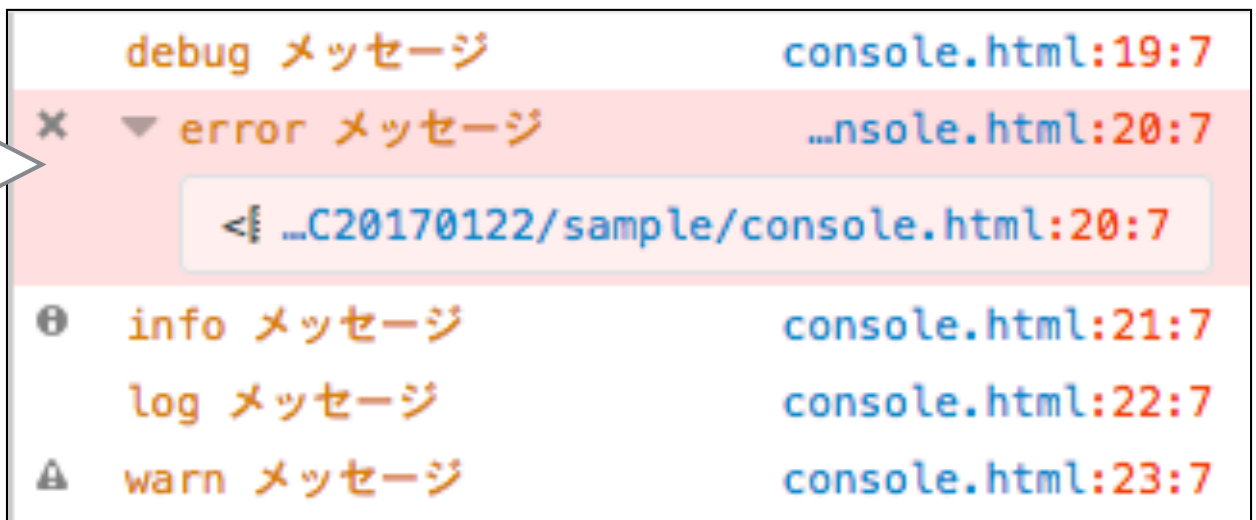 debug メッセージ console.html:19:7
error メッセージ …nsole.html:20:7
…C20170122/sample/console.html:20:7
info メッセージ console.html:21:7
log メッセージ console.html:22:7
warn メッセージ console.html:23:7